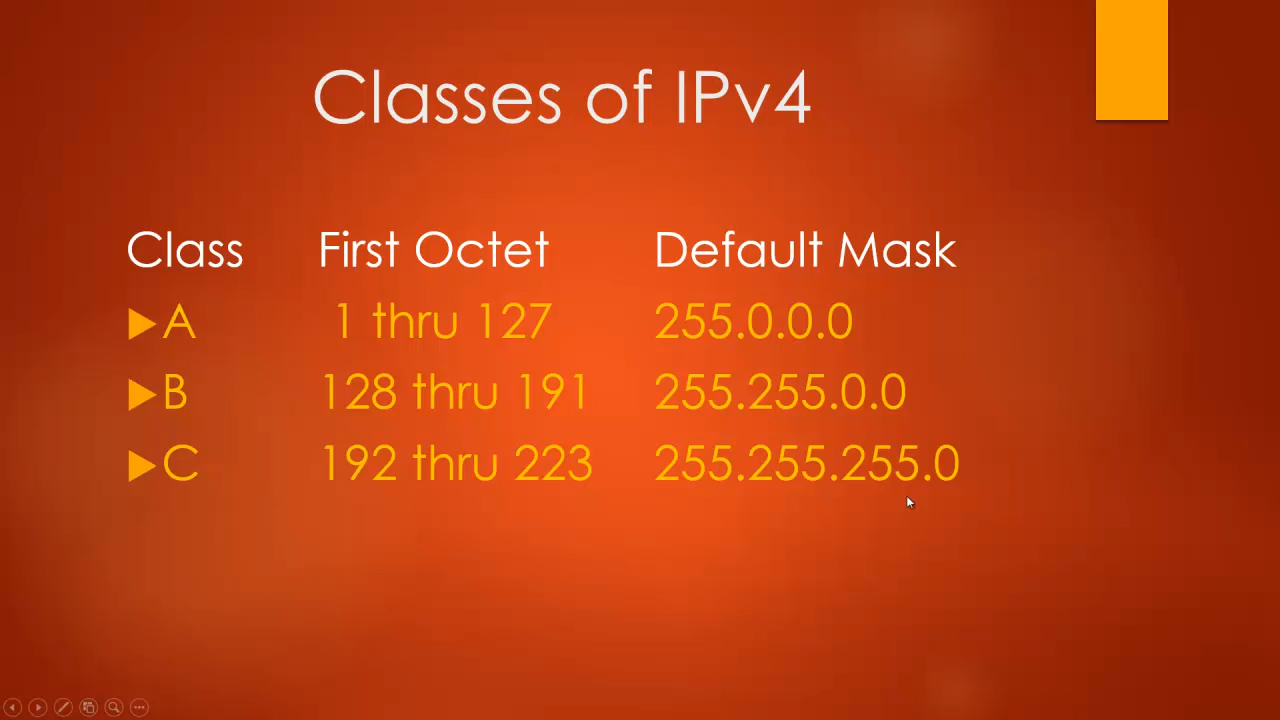 Classes of IPv4
Class First Octet Default Mask
A 1 thru 127 255.0.0.0
B 128 thru 191 255.255.0.0
C 192 thru 223 255.255.255.0